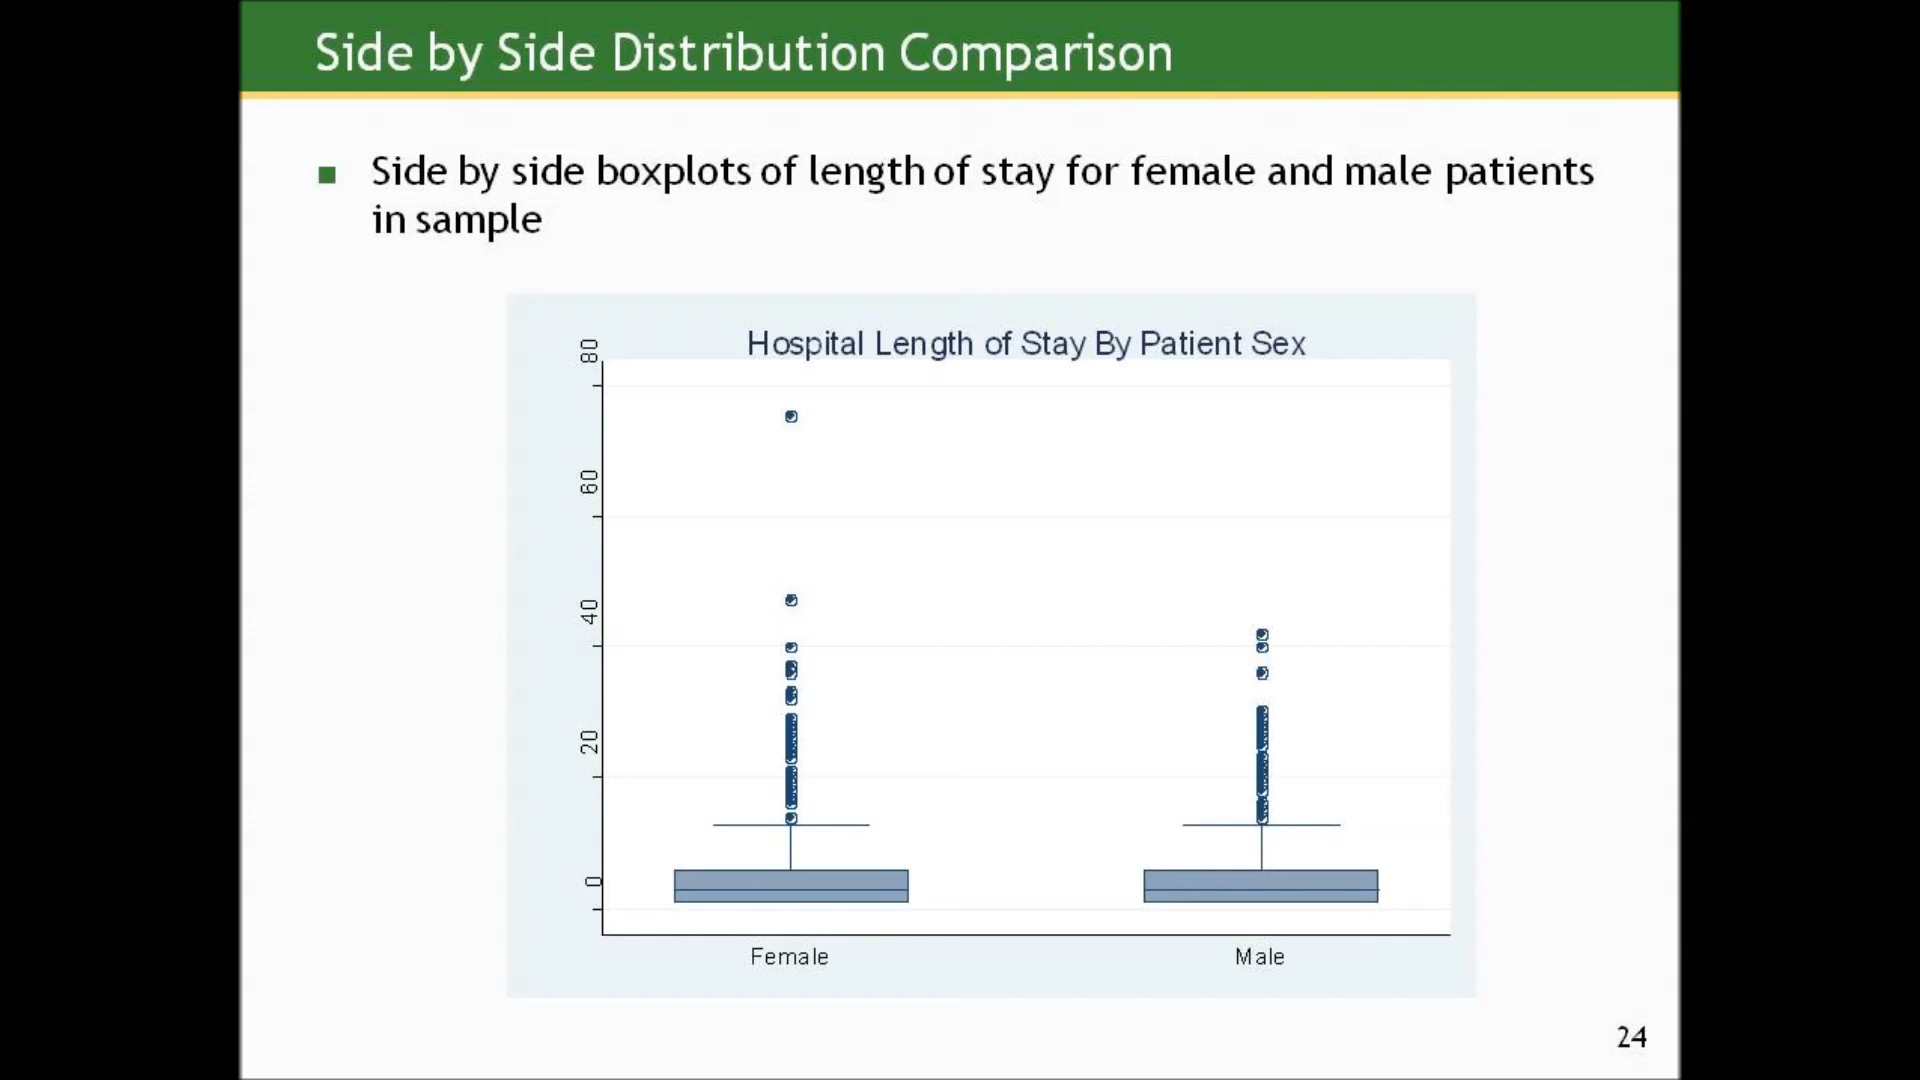 Side by Side Distribution Comparison
Side by side boxplots of length of stay for female and male patients
in sample
Hospital Length of Stay By Patient Sex
80
60
40
20
0
Female
Male
24